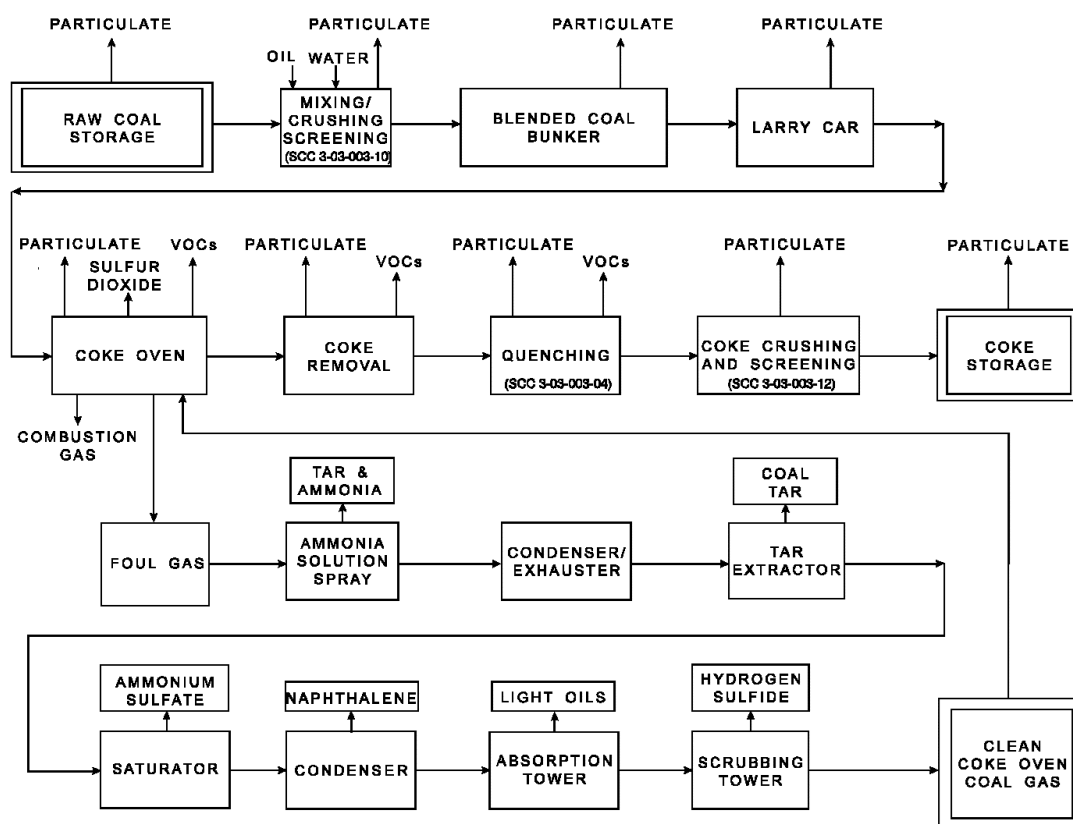 PARTICULATE
PARTICULATE
PARTICULATE
PARTICULATE
OIL
WATER
RAW COAL
STORAGE
MIXING/
CRUSHING
SCREENING
(SCC 3-03-003-10)
BLENDED COAL
BUNKER
LARRY CAR
PARTICULATE
SULFUR
DIOXIDE
VOCs
PARTICULATE
VOCs
PARTICULATE
VOCs
PARTICULATE
PARTICULATE
COKE OVEN
COKE
REMOVAL
QUENCHING
(SCC 3-03-003-04)
COKE CRUSHING
AND SCREENING
(SCC 3-03-003-12)
COKE
STORAGE
COMBUSTION
GAS
TAR &
AMMONIA
COAL
TAR
FOUL GAS
AMMONIA
SOLUTION
SPRAY
CONDENSER/
EXHAUSTER
TAR
EXTRACTOR
AMMONIUM
SULFATE
NAPHTHALENE
LIGHT OILS
HYDROGEN
SULFIDE
SATURATOR
CONDENSER
ABSORPTION
TOWER
SCRUBBING
TOWER
CLEAN
COKE OVEN
COAL GAS